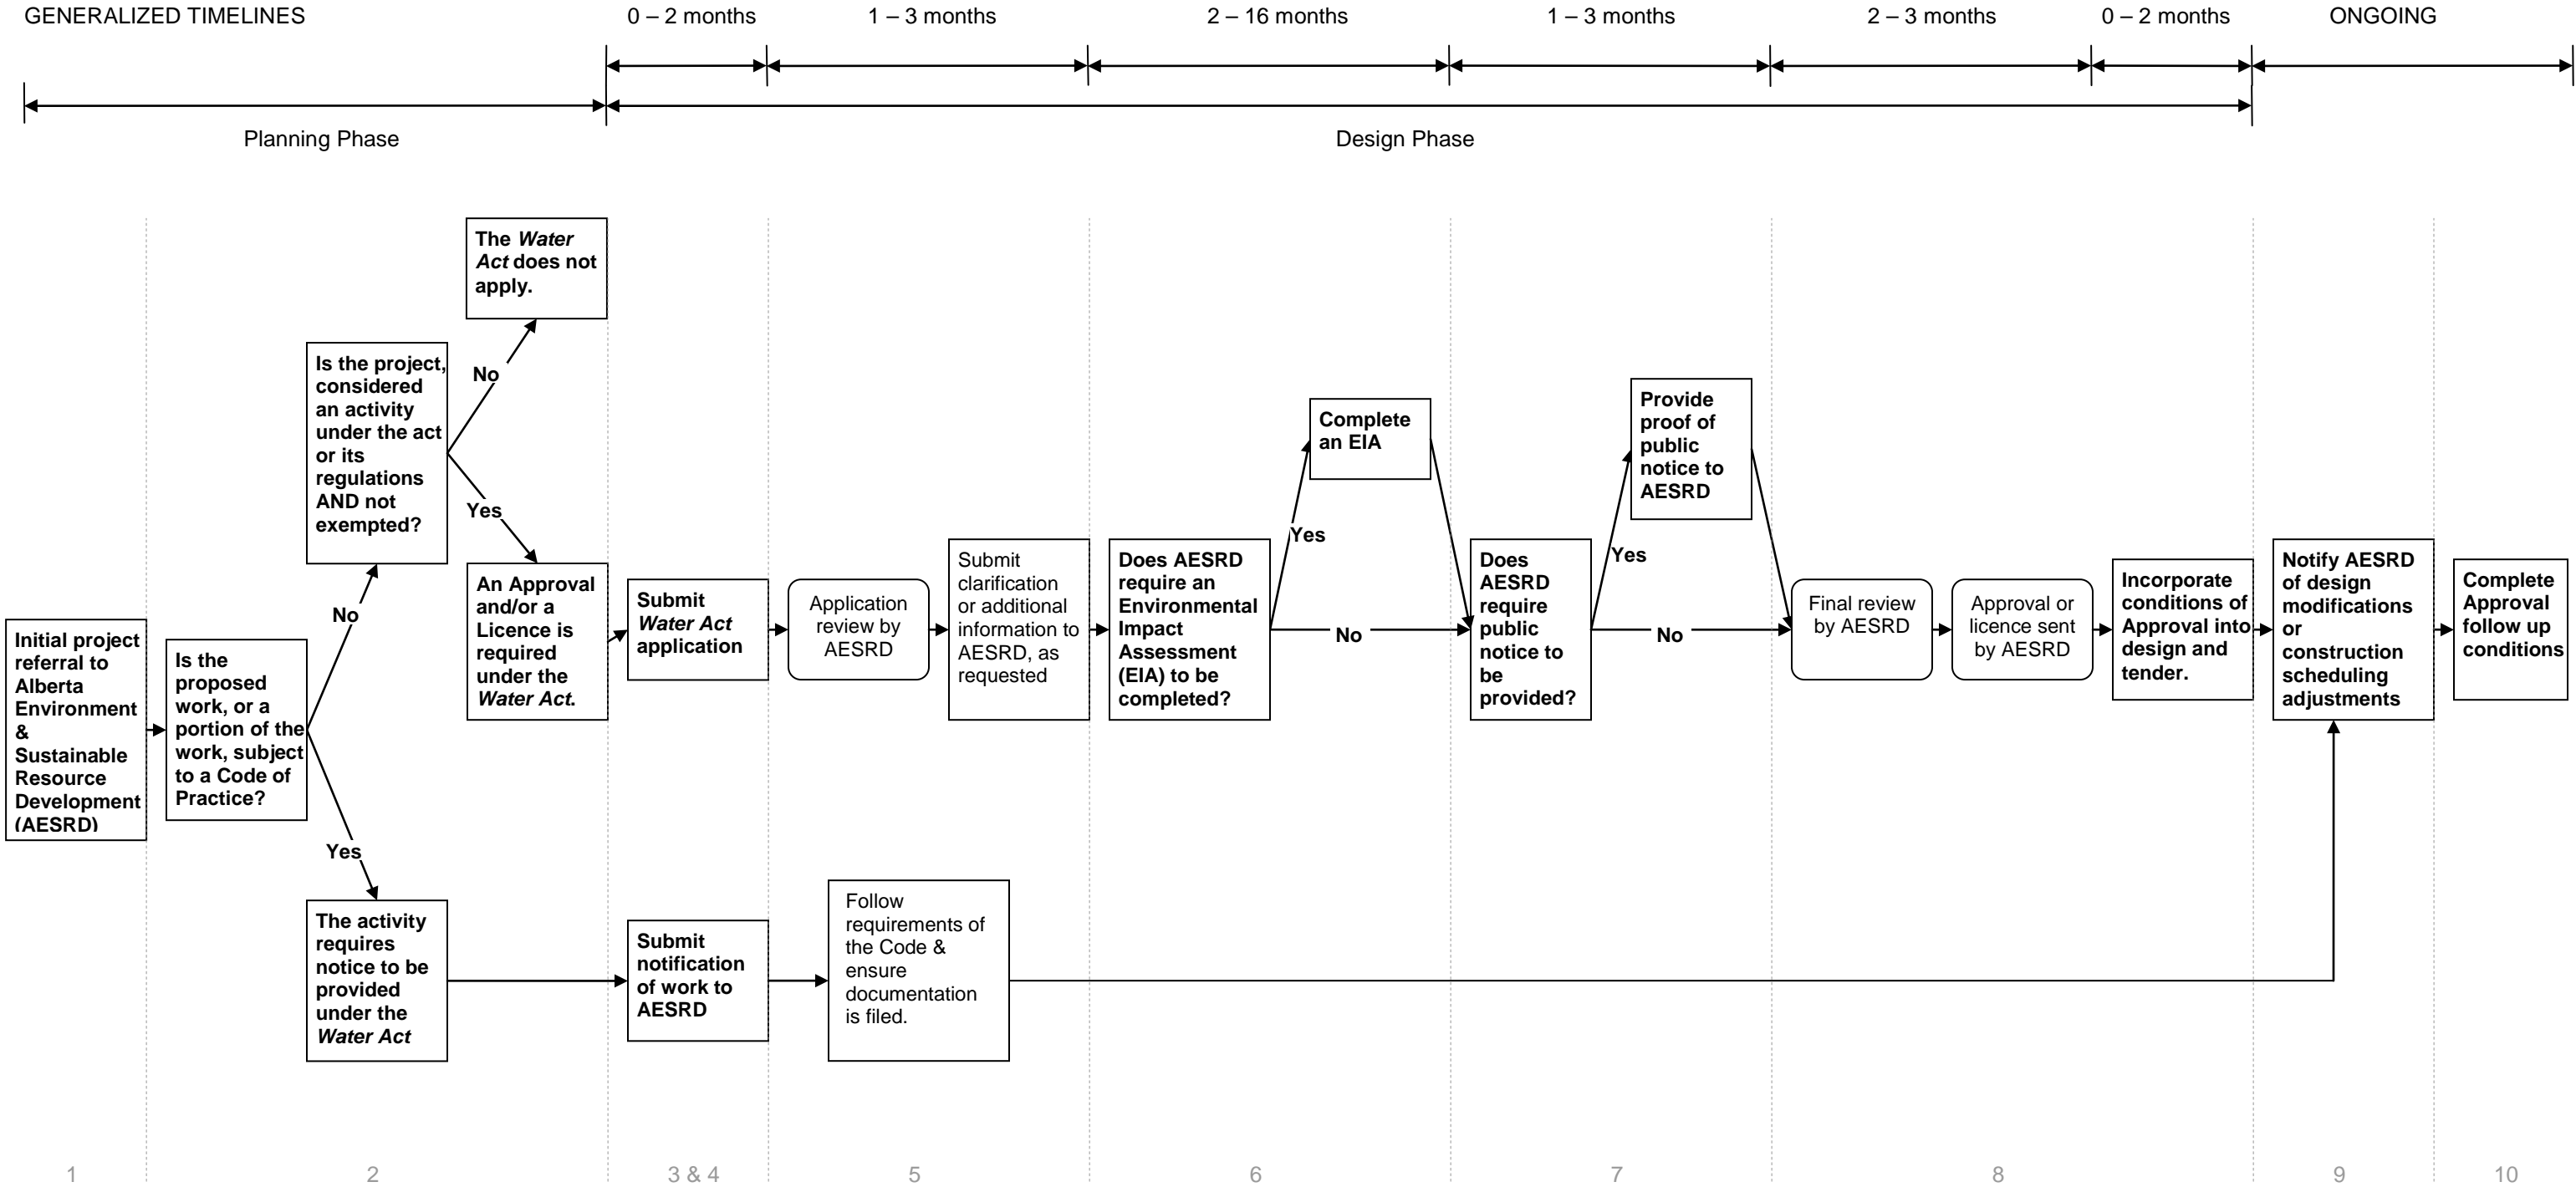 GENERALIZED TIMELINES
0 – 2 months
1 – 3 months
2 – 16 months
1 – 3 months
2 – 3 months
0 – 2 months
ONGOING
Planning Phase
Design Phase
Initial project
referral to
Alberta
Environment
&
Sustainable
Resource
Development
(AESRD)
Is the
proposed
work, or a
portion of the
work, subject
to a Code of
Practice?
No
Yes
Is the project,
considered
an activity
under the act
or its
regulations
AND not
exempted?
No
Yes
The Water
Act does not
apply.
An Approval
and/or a
Licence is
required
under the
Water Act.
The activity
requires
notice to be
provided
under the
Water Act
Submit
Water Act
application
Submit
notification
of work to
AESRD
Application
review by
AESRD
Submit
clarification
or additional
information to
AESRD, as
requested
Follow
requirements of
the Code &
ensure
documentation
is filed.
Does AESRD
require an
Environmental
Impact
Assessment
(EIA) to be
completed?
Yes
No
Complete
an EIA
Does
AESRD
require
public
notice to
be
provided?
Yes
No
Provide
proof of
public
notice to
AESRD
Final review
by AESRD
Approval or
licence sent
by AESRD
Incorporate
conditions of
Approval into
design and
tender.
Notify AESRD
of design
modifications
or
construction
scheduling
adjustments
Complete
Approval
follow up
conditions
1
2
3 & 4
5
6
7
8
9
10